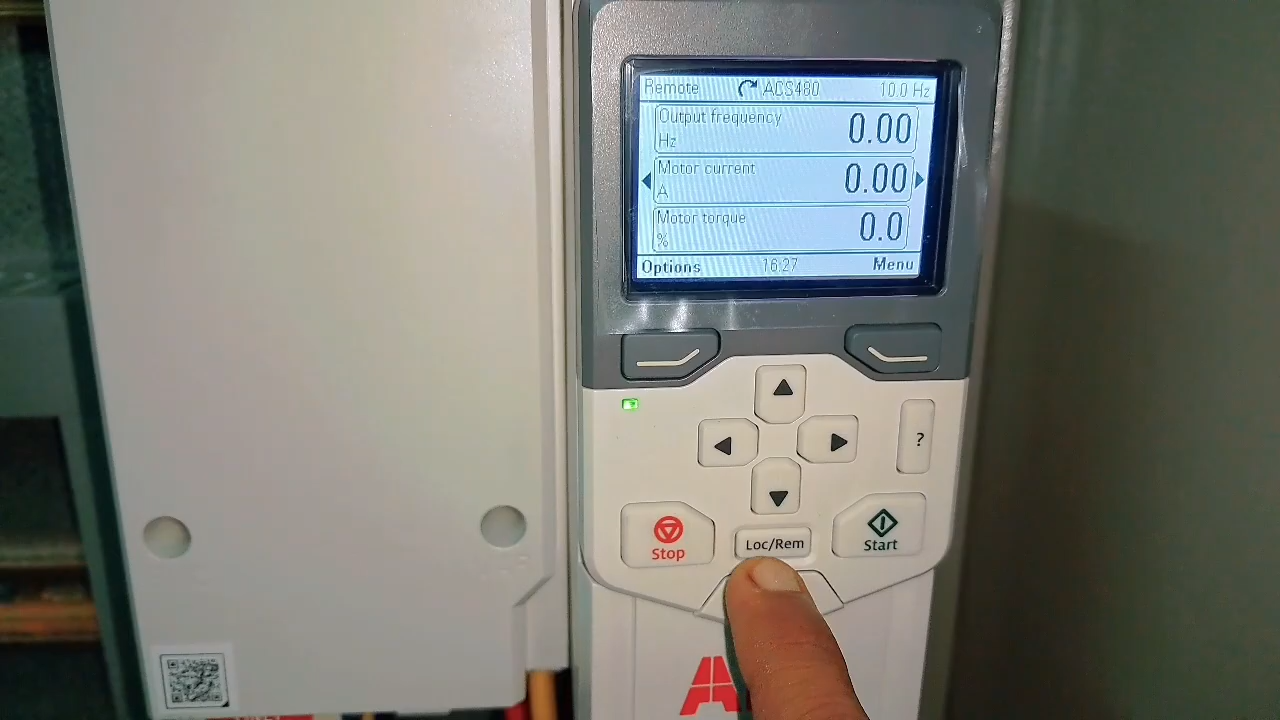 Remote ACS480 10.0 Hz
Output frequency
Hz 0.00
Motor current
A 0.00
Motor torque
% 0.0
Options 16:27 Menu
?
Stop Loc/Rem Start